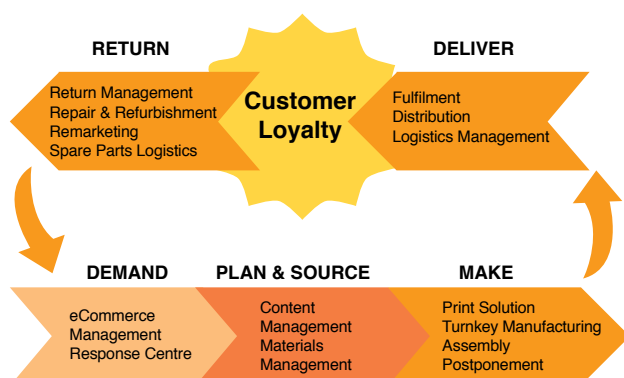 RETURN
Return Management
Repair & Refurbishment
Remarketing
Spare Parts Logistics
Customer
Loyalty
DELIVER
Fulfilment
Distribution
Logistics Management
DEMAND
eCommerce
Management
Response Centre
PLAN & SOURCE
Content
Management
Materials
Management
MAKE
Print Solution
Turnkey Manufacturing
Assembly
Postponement